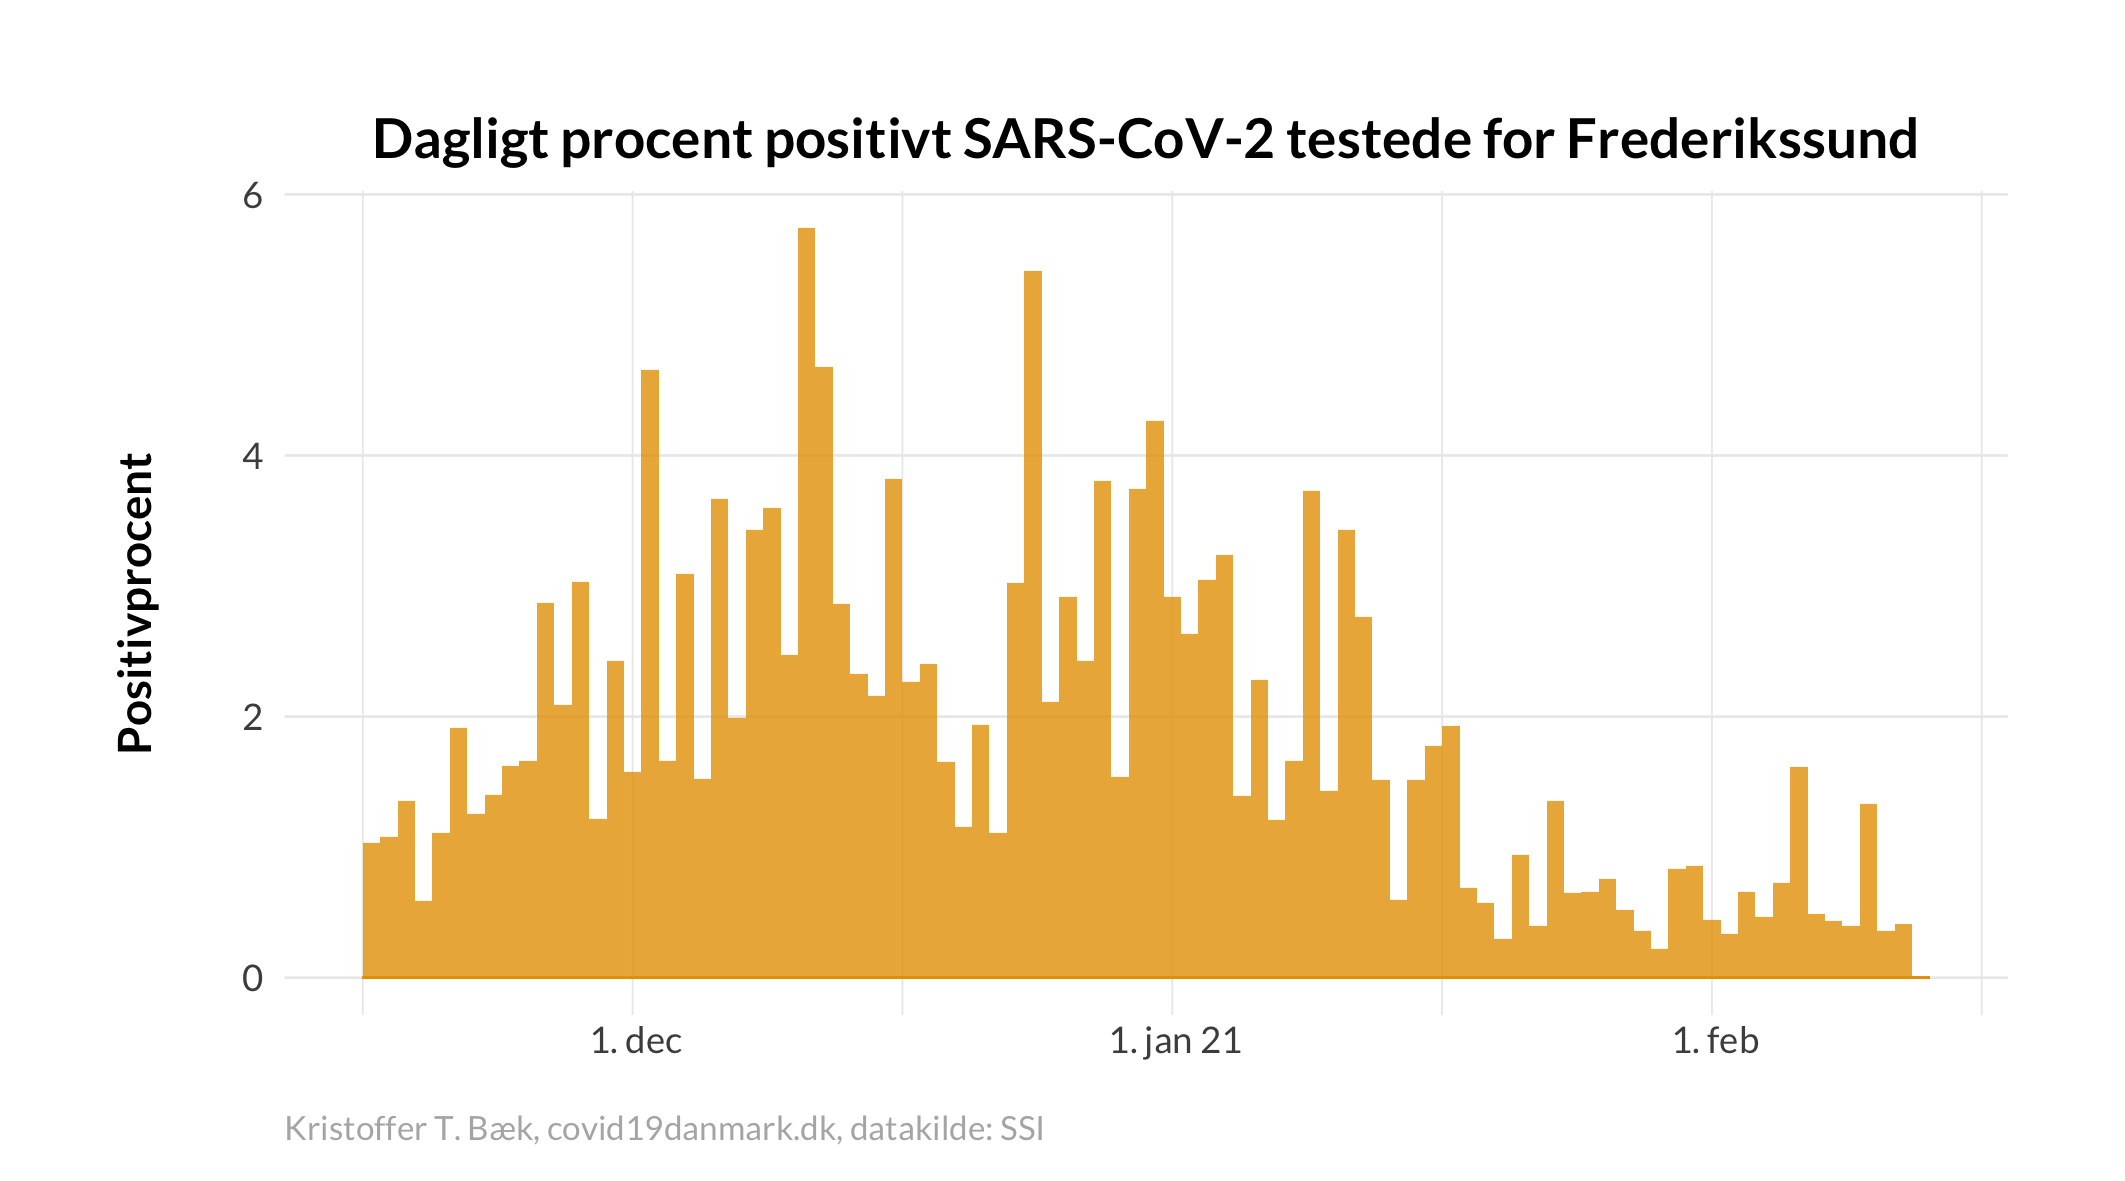 Dagligt procent positivt SARS-CoV-2 testede for Frederikssund
Positivprocent
6
4
2
0
1. dec
1. jan 21
1. feb
Kristoffer T. Bæk, covid19danmark.dk, datakilde: SSI